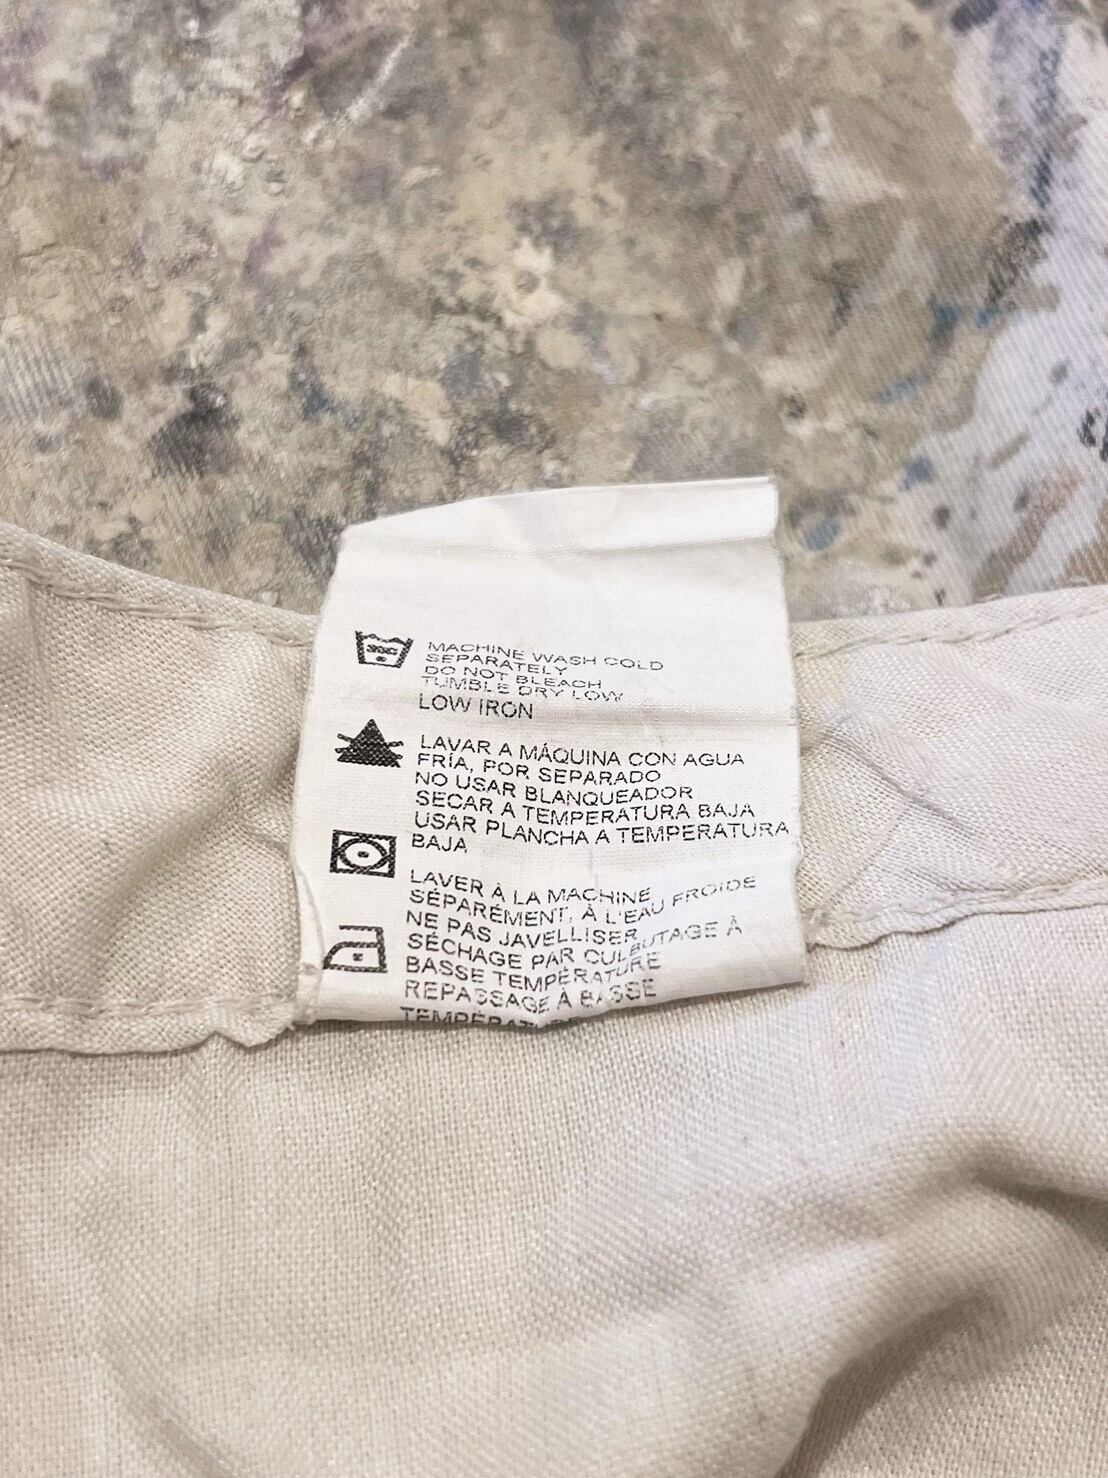 MACHINE WASH COLD
SEPARATELY
DO NOT BLEACH
TUMBLE DRY LOW
LOW IRON
LAVAR A MÁQUINA CON AGUA
FRÍA, POR SEPARADO
NO USAR BLANQUEADOR
SECAR A TEMPERATURA BAJA
USAR PLANCHA A TEMPERATURA
BAJA
LAVER À LA MACHINE
SÉPARÉMENT, À L'EAU FROIDE
NE PAS JAVELLISER
SÉCHAGE PAR CULBUTAGE À
BASSE TEMPÉRATURE
REPASSAGE À BASSE